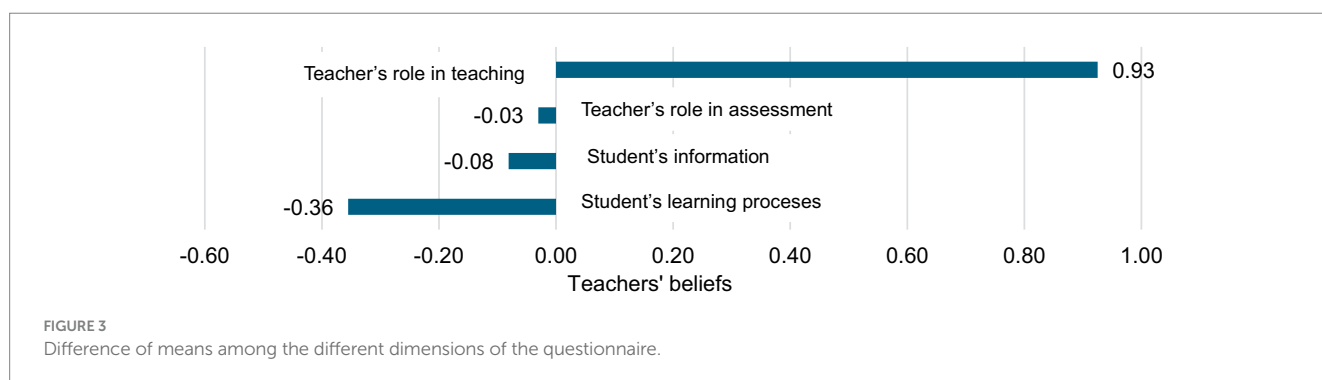 Teacher's role in teaching
0.93
-0.03
Teacher's role in assessment
-0.08
Student's information
-0.36
Student's learning proceses
-0.60 -0.40 -0.20 0.00 0.20 0.40 0.60 0.80 1.00
Teachers' beliefs
FIGURE 3
Difference of means among the different dimensions of the questionnaire.